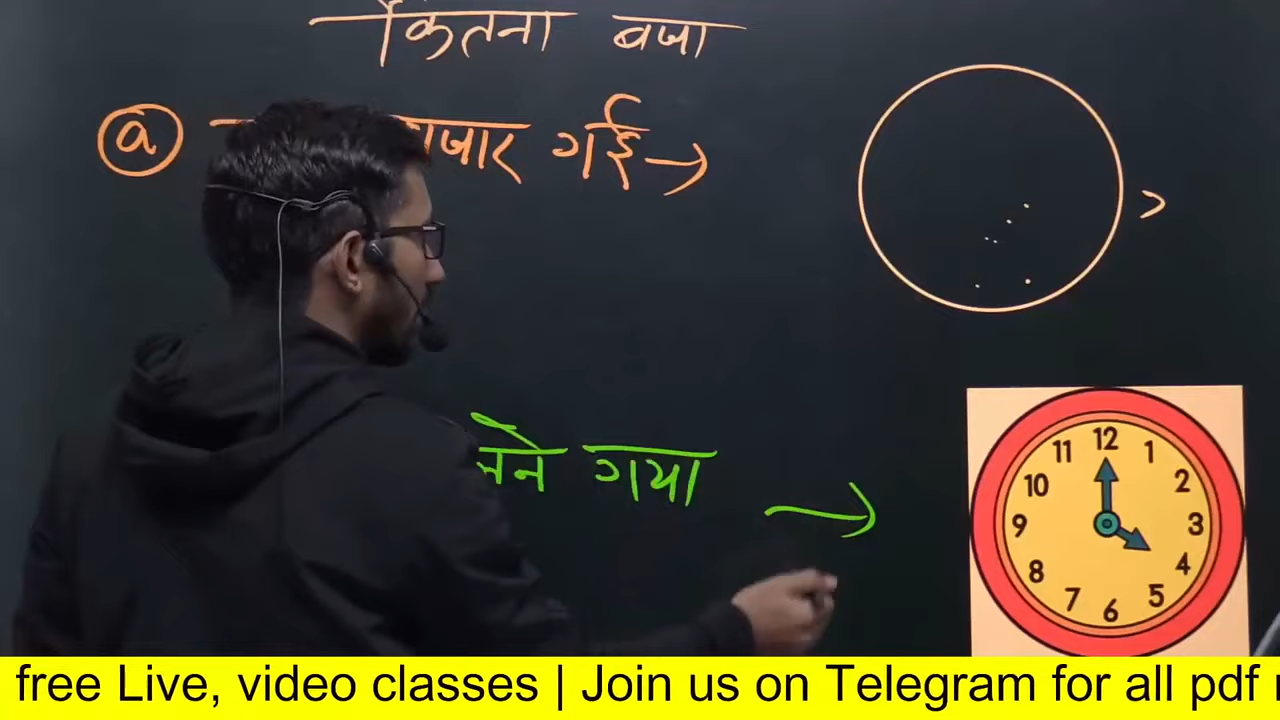 कितना बजा
(a) बाजार गई →
गया →
12
11 1
10 2
9 3
8 4
7 5
6
free Live, video classes | Join us on Telegram for all pdf